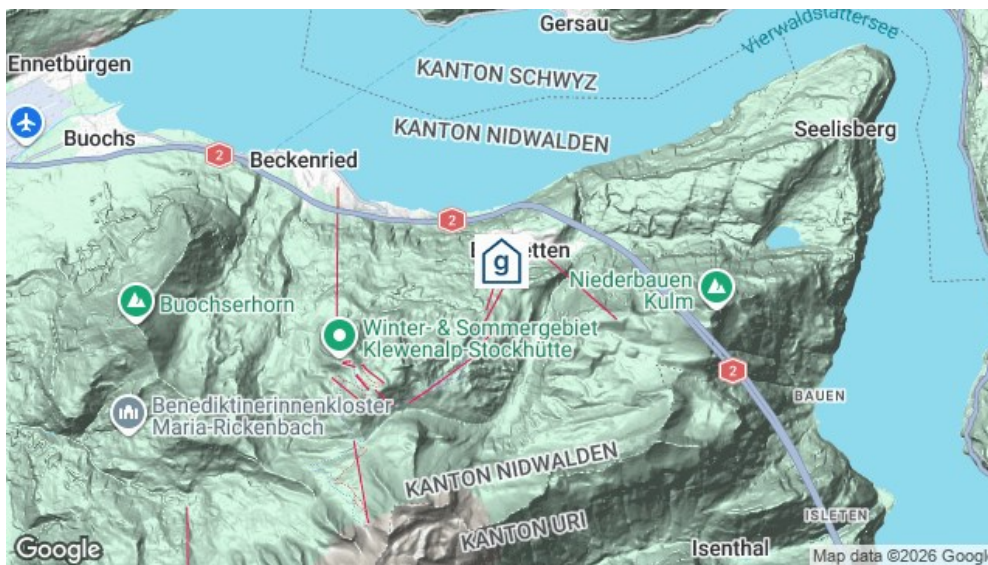 Gersau
Vierwaldstättersee
Ennetbürgen
KANTON SCHWYZ
KANTON NIDWALDEN
Buochs
Seelisberg
2
Beckenried
2
etten
g
Niederbauen
Kulm
Buochserhorn
Winter- & Sommergebiet
Klewenalp-Stockhütte
2
BAUEN
Benediktinerinnenkloster
Maria-Rickenbach
KANTON NIDWALDEN
KANTON URI
ISLETEN
Isenthal
Google
Map data ©2026 Google